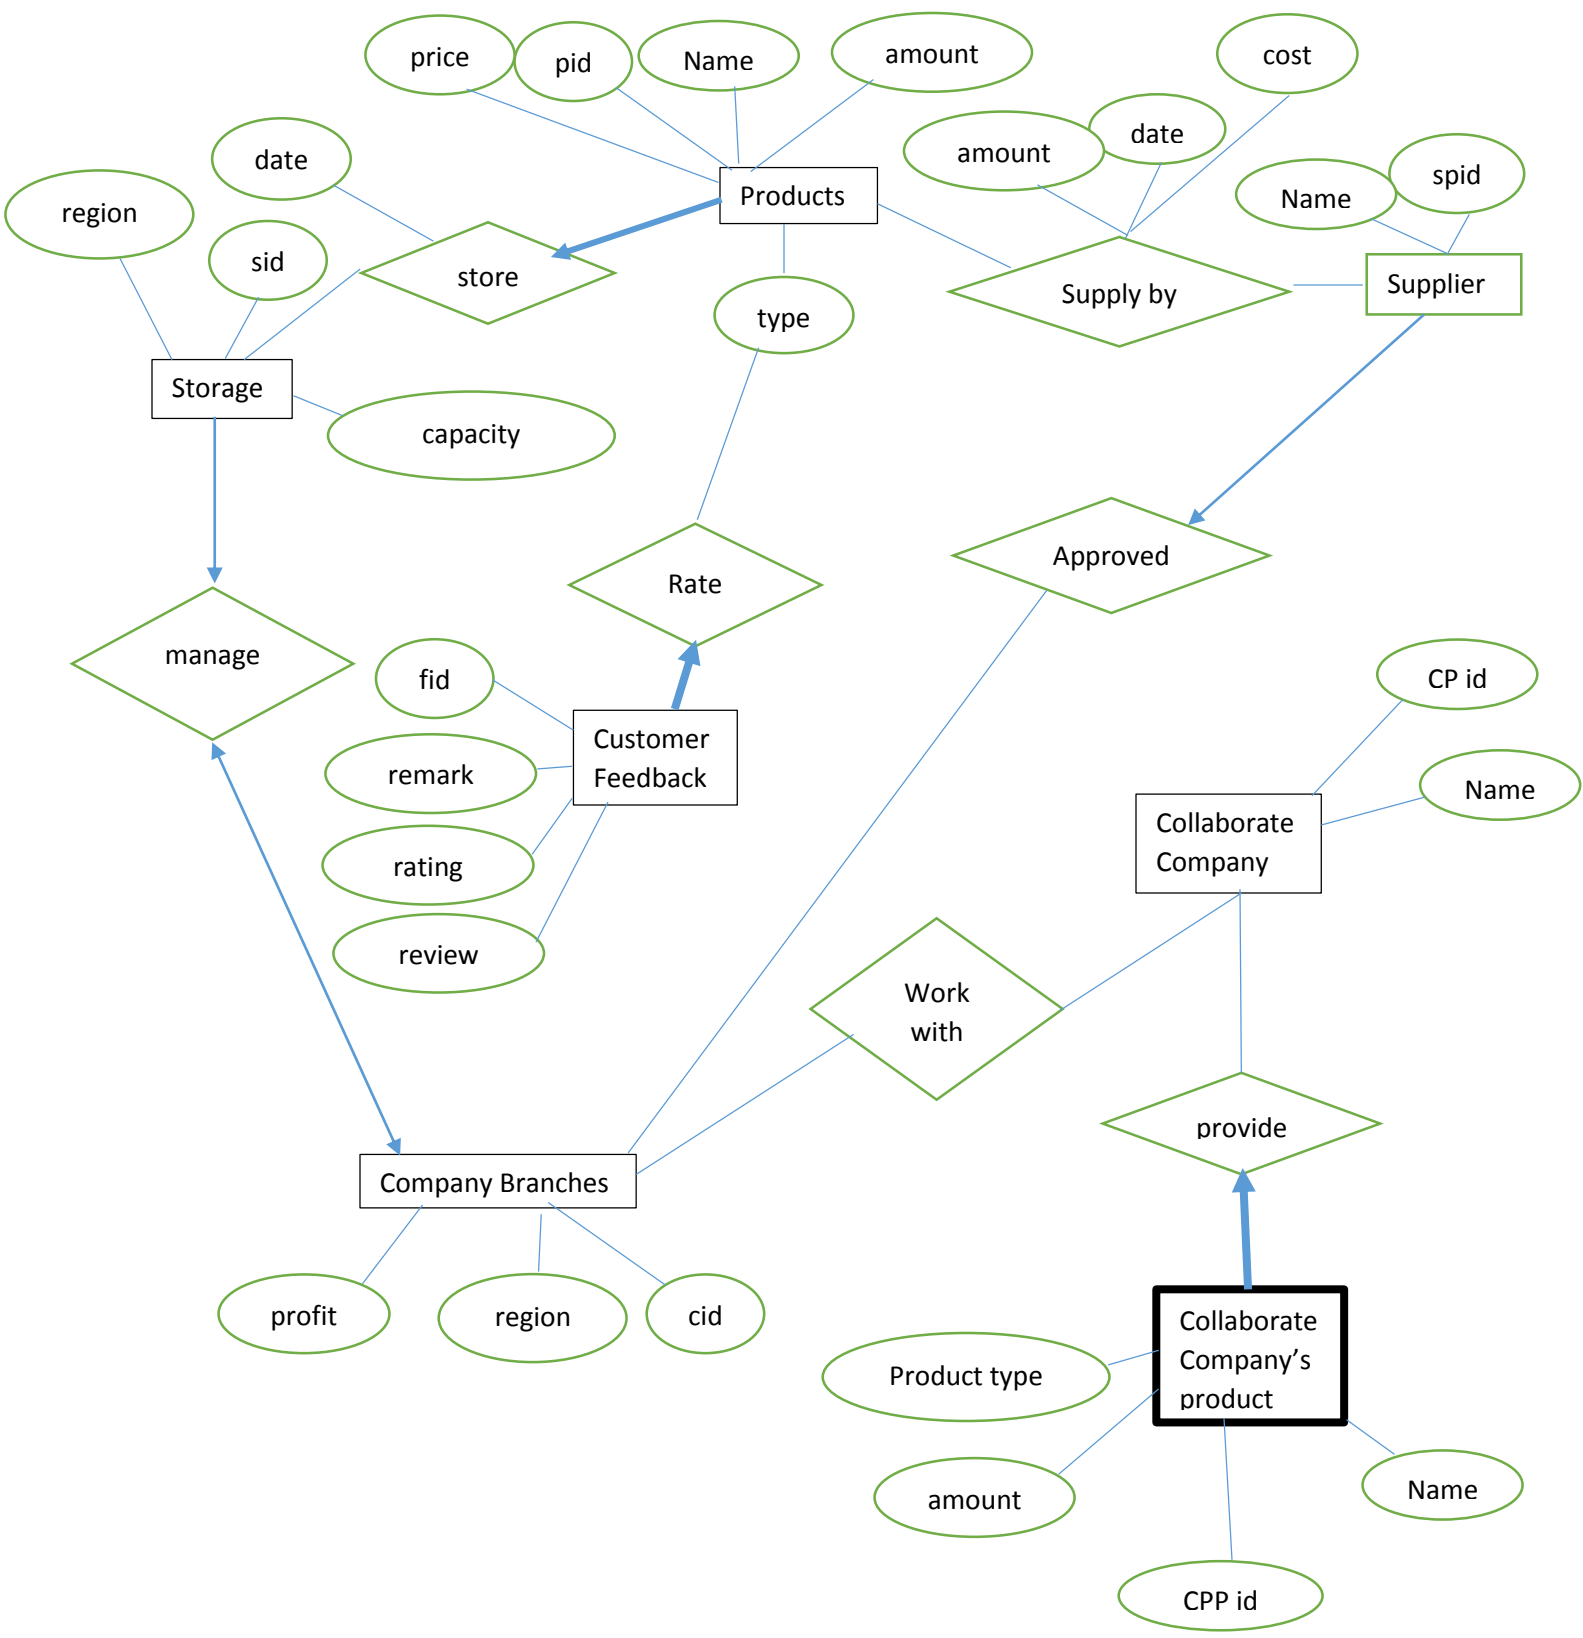 price
pid
Name
amount
cost
date
region
sid
store
Products
type
amount
date
Supply by
Name
spid
Supplier
Storage
capacity
manage
Rate
Approved
fid
remark
rating
review
Customer
Feedback
CP id
Name
Collaborate
Company
Work
with
provide
Company Branches
profit
region
cid
Collaborate
Company’s
product
Product type
amount
Name
CPP id